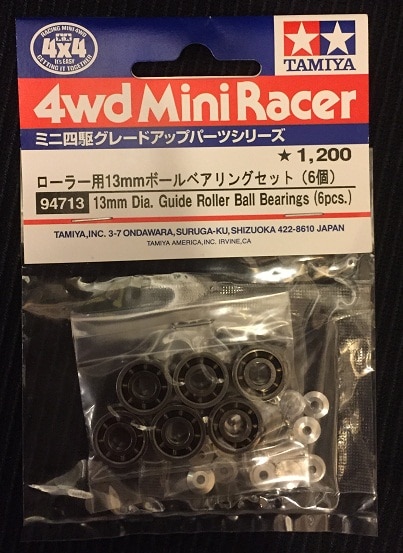 RACING MINI 4WD
4x4
It's EASY
GETTING IT TOGETHER
TAMIYA
4wd Mini Racer
ミニ四駆グレードアップパーツシリーズ
★1,200
ローラー用13mmボールベアリングセット（6個）
94713 13mm Dia. Guide Roller Ball Bearings (6pcs.)
TAMIYA,INC. 3-7 ONDAWARA, SURUGA-KU, SHIZUOKA 422-8610 JAPAN
TAMIYA AMERICA, INC. IRVINE,CA